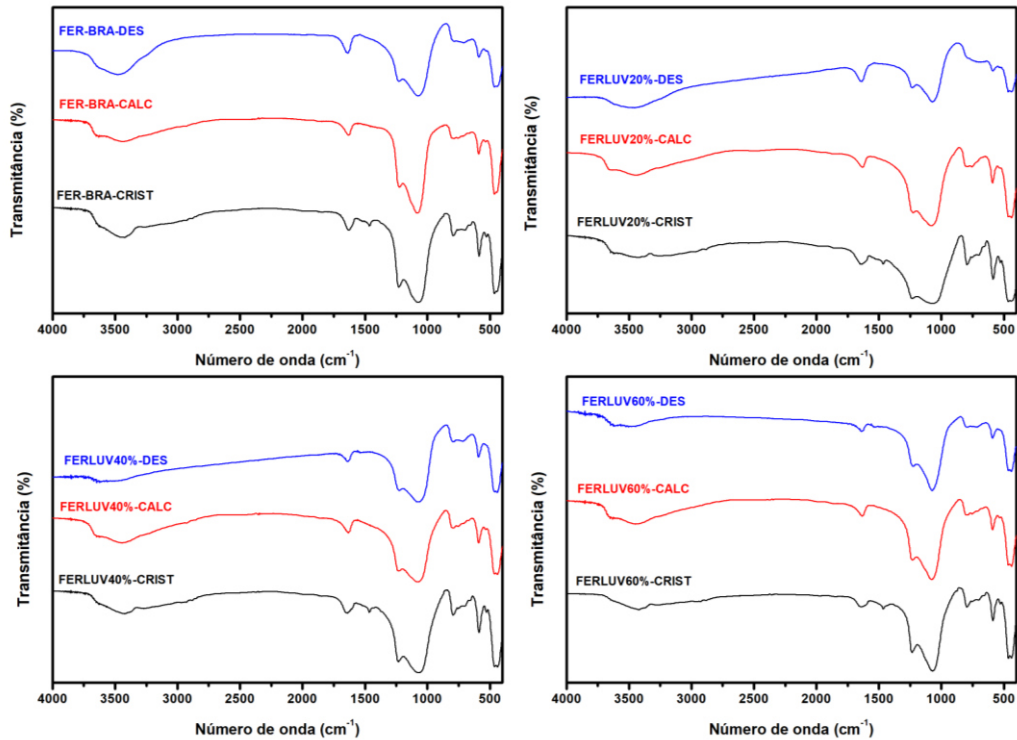 Transmitância (%)
FER-BRA-DES
FER-BRA-CALC
FER-BRA-CRIST
4000 3500 3000 2500 2000 1500 1000 500
Número de onda (cm⁻¹)
Transmitância (%)
FERLUV20%-DES
FERLUV20%-CALC
FERLUV20%-CRIST
4000 3500 3000 2500 2000 1500 1000 500
Número de onda (cm⁻¹)
Transmitância (%)
FERLUV40%-DES
FERLUV40%-CALC
FERLUV40%-CRIST
4000 3500 3000 2500 2000 1500 1000 500
Número de onda (cm⁻¹)
Transmitância (%)
FERLUV60%-DES
FERLUV60%-CALC
FERLUV60%-CRIST
4000 3500 3000 2500 2000 1500 1000 500
Número de onda (cm⁻¹)